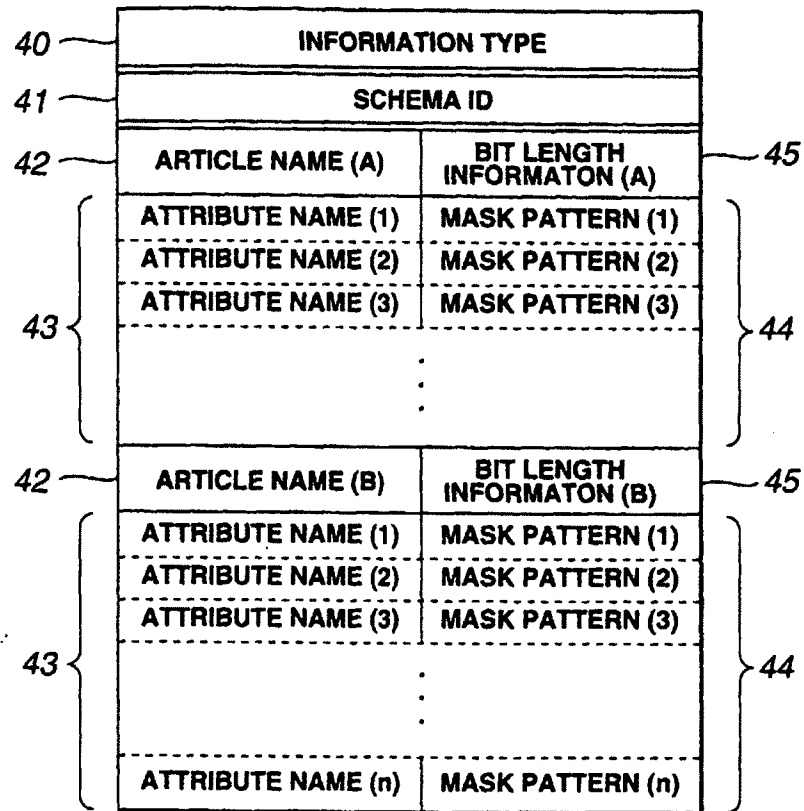 40 INFORMATION TYPE
41 SCHEMA ID
42 ARTICLE NAME (A) BIT LENGTH INFORMATON (A) 45
ATTRIBUTE NAME (1) MASK PATTERN (1)
ATTRIBUTE NAME (2) MASK PATTERN (2)
ATTRIBUTE NAME (3) MASK PATTERN (3)
43 44
42 ARTICLE NAME (B) BIT LENGTH INFORMATON (B) 45
ATTRIBUTE NAME (1) MASK PATTERN (1)
ATTRIBUTE NAME (2) MASK PATTERN (2)
ATTRIBUTE NAME (3) MASK PATTERN (3)
43 44
ATTRIBUTE NAME (n) MASK PATTERN (n)